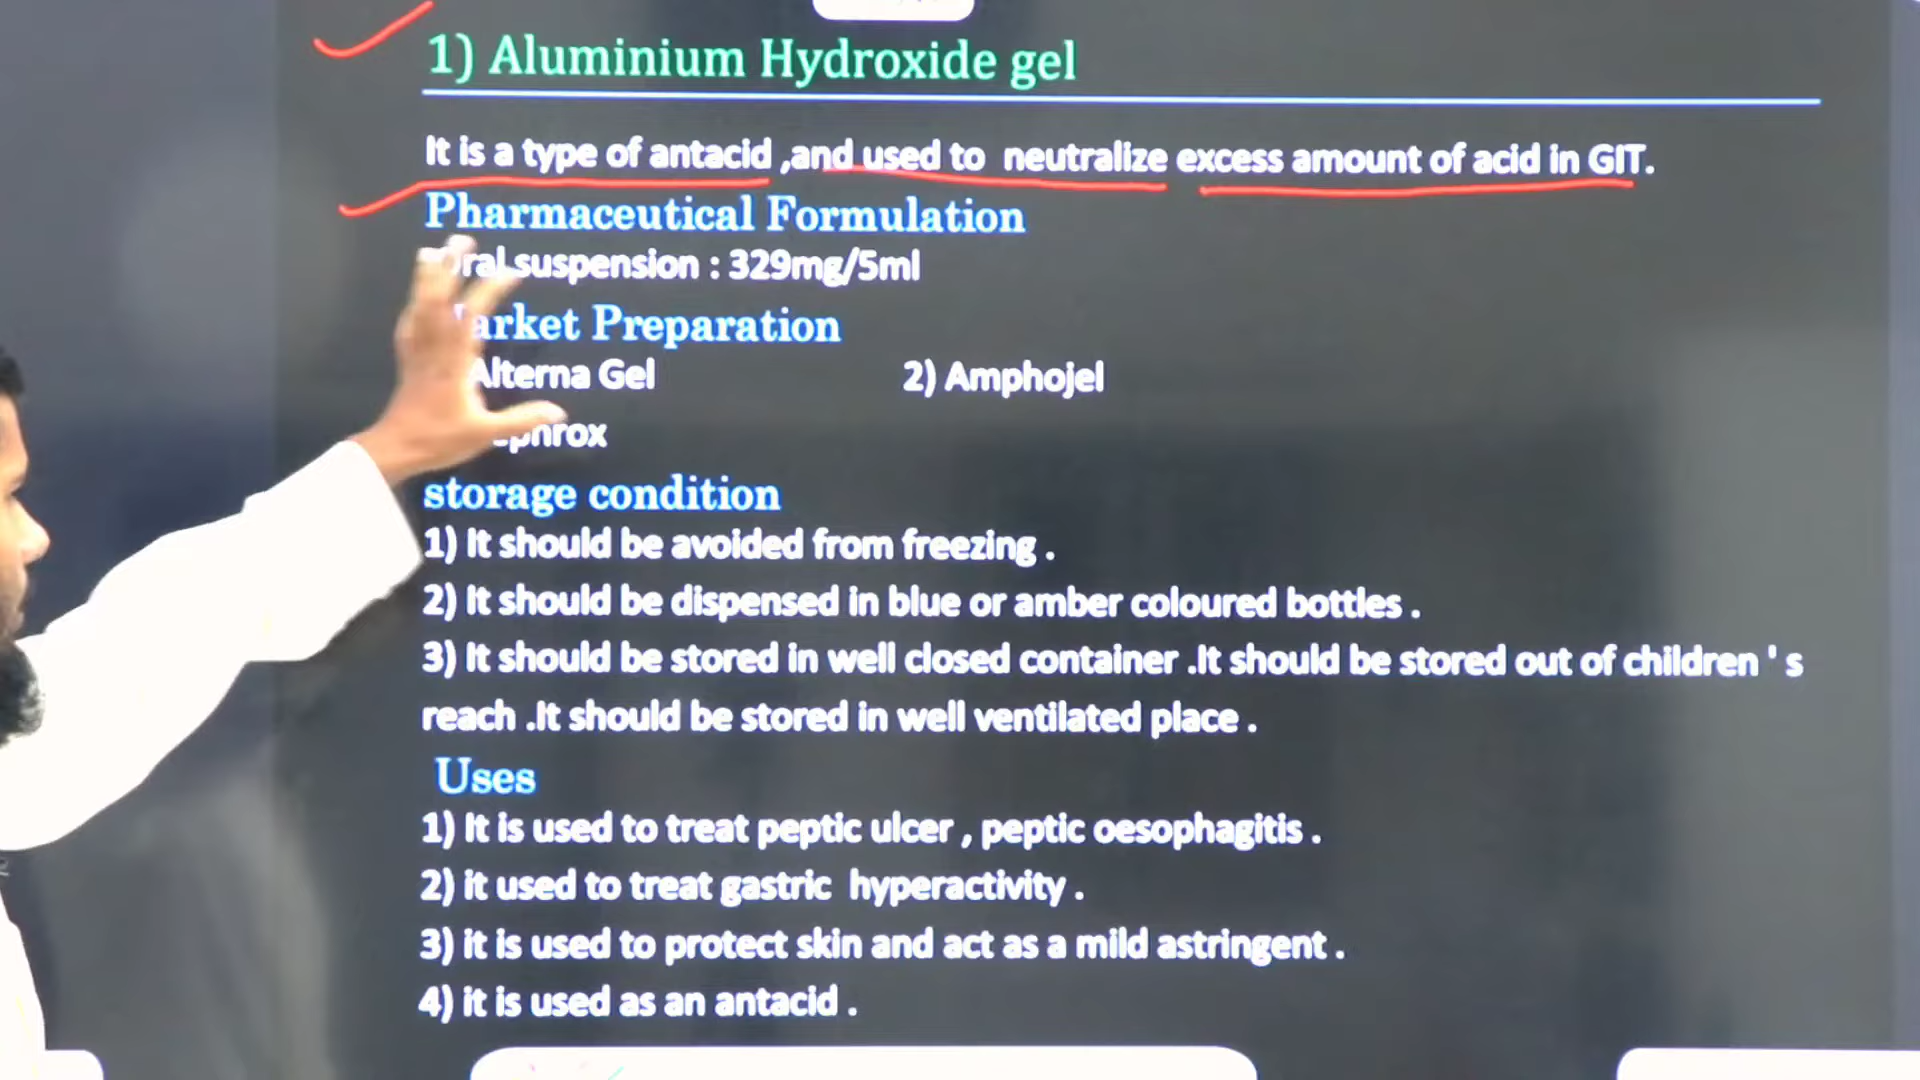 1) Aluminium Hydroxide gel
It is a type of antacid ,and used to neutralize excess amount of acid in GIT.
Pharmaceutical Formulation
suspension : 329mg/5ml
Preparation
Alterna Gel 2) Amphojel
storage condition
1) It should be avoided from freezing .
2) It should be dispensed in blue or amber coloured bottles .
3) It should be stored in well closed container .It should be stored out of children ' s
reach .It should be stored in well ventilated place .
Uses
1) It is used to treat peptic ulcer , peptic oesophagitis .
2) it used to treat gastric hyperactivity .
3) it is used to protect skin and act as a mild astringent .
4) it is used as an antacid .